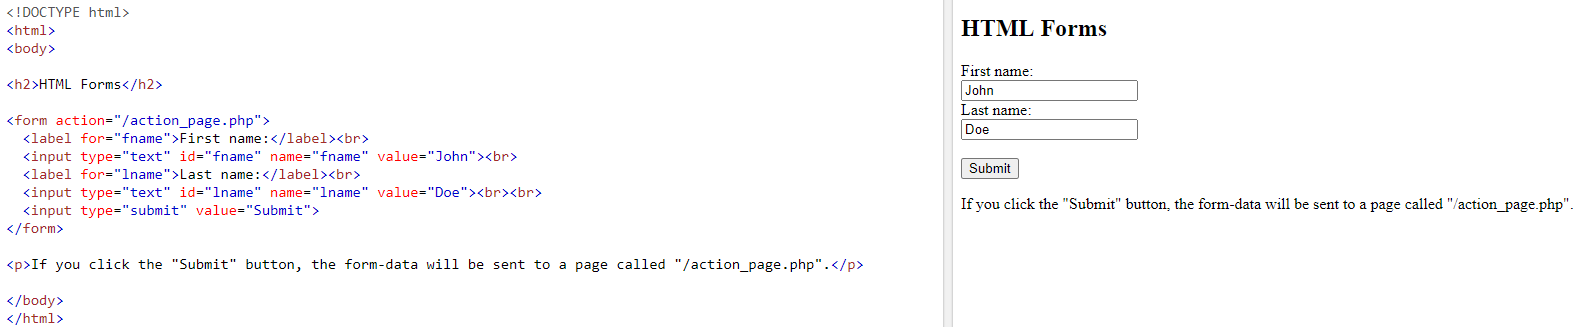 <!DOCTYPE html>
<html>
<body>
<h2>HTML Forms</h2>
<form action="/action_page.php">
<label for="fname">First name:</label><br>
<input type="text" id="fname" name="fname" value="John"><br>
<label for="lname">Last name:</label><br>
<input type="text" id="lname" name="lname" value="Doe"><br><br>
<input type="submit" value="Submit">
</form>
<p>If you click the "Submit" button, the form-data will be sent to a page called "/action_page.php".</p>
</body>
</html>
HTML Forms
First name:
John
Last name:
Doe
Submit
If you click the "Submit" button, the form-data will be sent to a page called "/action_page.php".